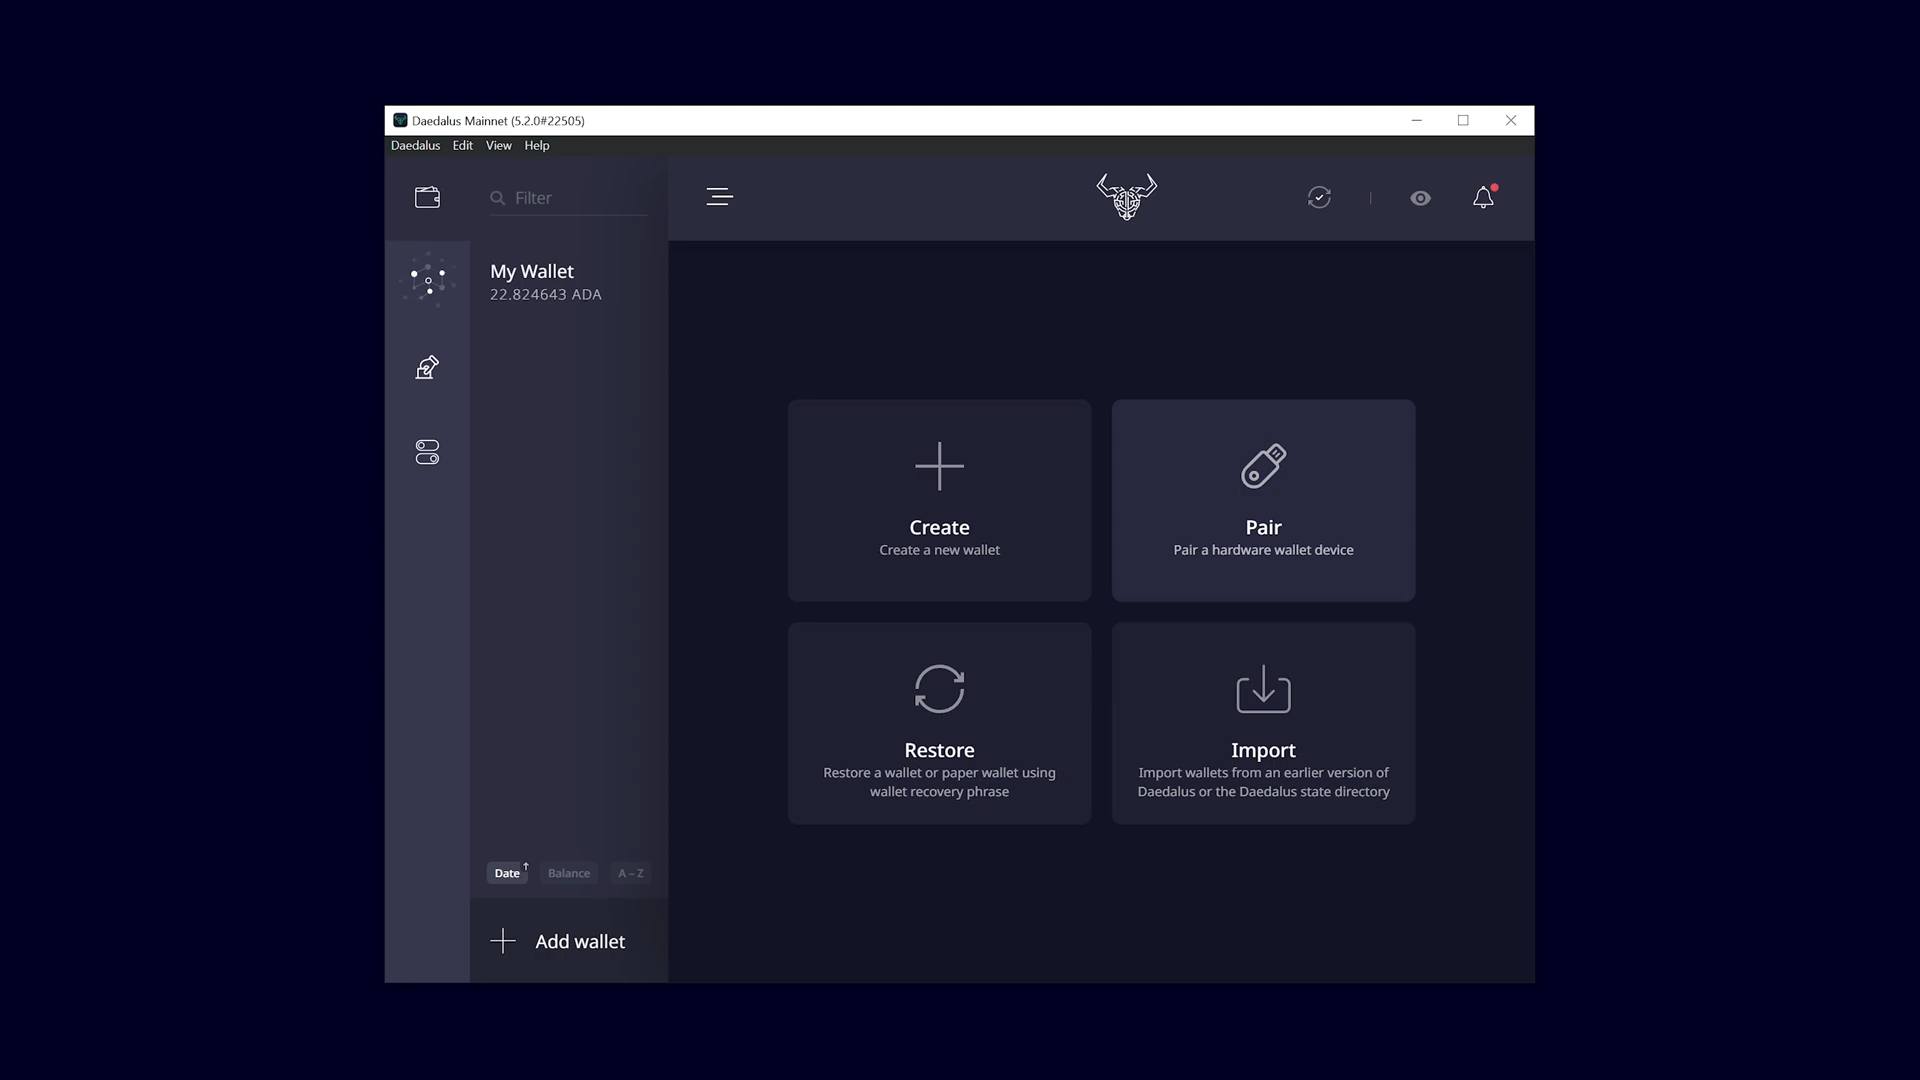 Daedalus Mainnet (5.2.0#22505)
Daedalus Edit View Help
Filter
My Wallet
22.824643 ADA
Create
Create a new wallet
Pair
Pair a hardware wallet device
Restore
Restore a wallet or paper wallet using
wallet recovery phrase
Import
Import wallets from an earlier version of
Daedalus or the Daedalus state directory
Date Balance A – Z
Add wallet